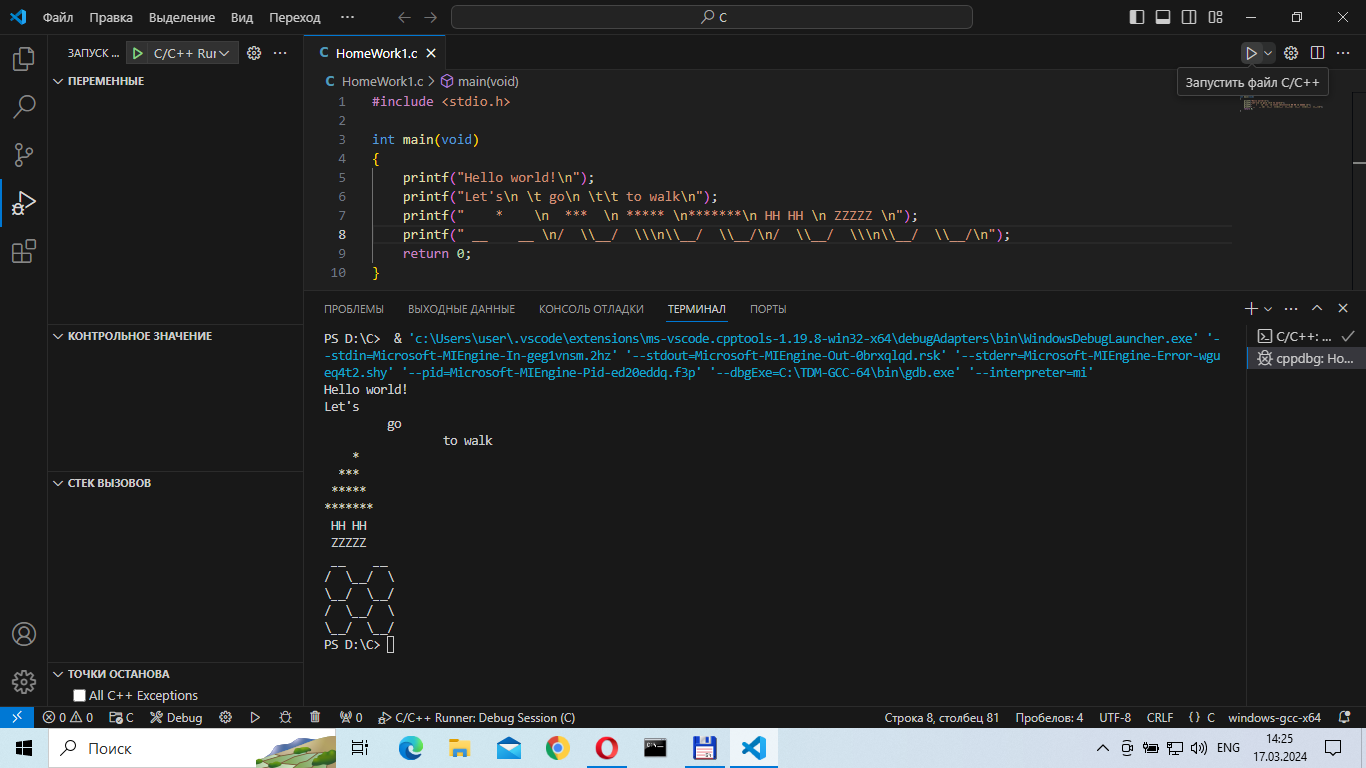 Файл Правка Выделение Вид Переход ··· C
ЗАПУСК ... C/C++ Rur ···
ПЕРЕМЕННЫЕ
КОНТРОЛЬНОЕ ЗНАЧЕНИЕ
СТЕК ВЫЗОВОВ
ТОЧКИ ОСТАНОВА
All C++ Exceptions
C HomeWork1.c
Запустить файл C/C++
C HomeWork1.c > main(void)
1 #include <stdio.h>
2
3 int main(void)
4 {
5     printf("Hello world!\n");
6     printf("Let's\n \t go\n \t\t to walk\n");
7     printf("    *    \n  ***  \n ***** \n*******\n HH HH \n ZZZZZ \n");
8     printf(" __    __ \n/  \\__/  \\\n\\__/  \\__/\n/  \\__/  \\\n\\__/  \\__/\n");
9     return 0;
10 }
ПРОБЛЕМЫ ВЫХОДНЫЕ ДАННЫЕ КОНСОЛЬ ОТЛАДКИ ТЕРМИНАЛ ПОРТЫ
PS D:\C>  & 'c:\Users\user\.vscode\extensions\ms-vscode.cpptools-1.19.8-win32-x64\debugAdapters\bin\WindowsDebugLauncher.exe' '-
-stdin=Microsoft-MIEngine-In-geg1vnsm.2hz' '--stdout=Microsoft-MIEngine-Out-0brxqlqd.rsk' '--stderr=Microsoft-MIEngine-Error-wgu
eq4t2.shy' '--pid=Microsoft-MIEngine-Pid-ed20eddq.f3p' '--dbgExe=C:\TDM-GCC-64\bin\gdb.exe' '--interpreter=mi'
Hello world!
Let's
         go
                 to walk
    *
  ***
 *****
*******
 HH HH
 ZZZZZ
 __    __
/  \__/  \
\__/  \__/
/  \__/  \
\__/  \__/
PS D:\C>
C/C++: ...
cppdbg: Ho...
0 0 C Debug 0 C/C++ Runner: Debug Session (C) Строка 8, столбец 81 Пробелов: 4 UTF-8 CRLF {} C windows-gcc-x64
Поиск ENG 14:25
17.03.2024